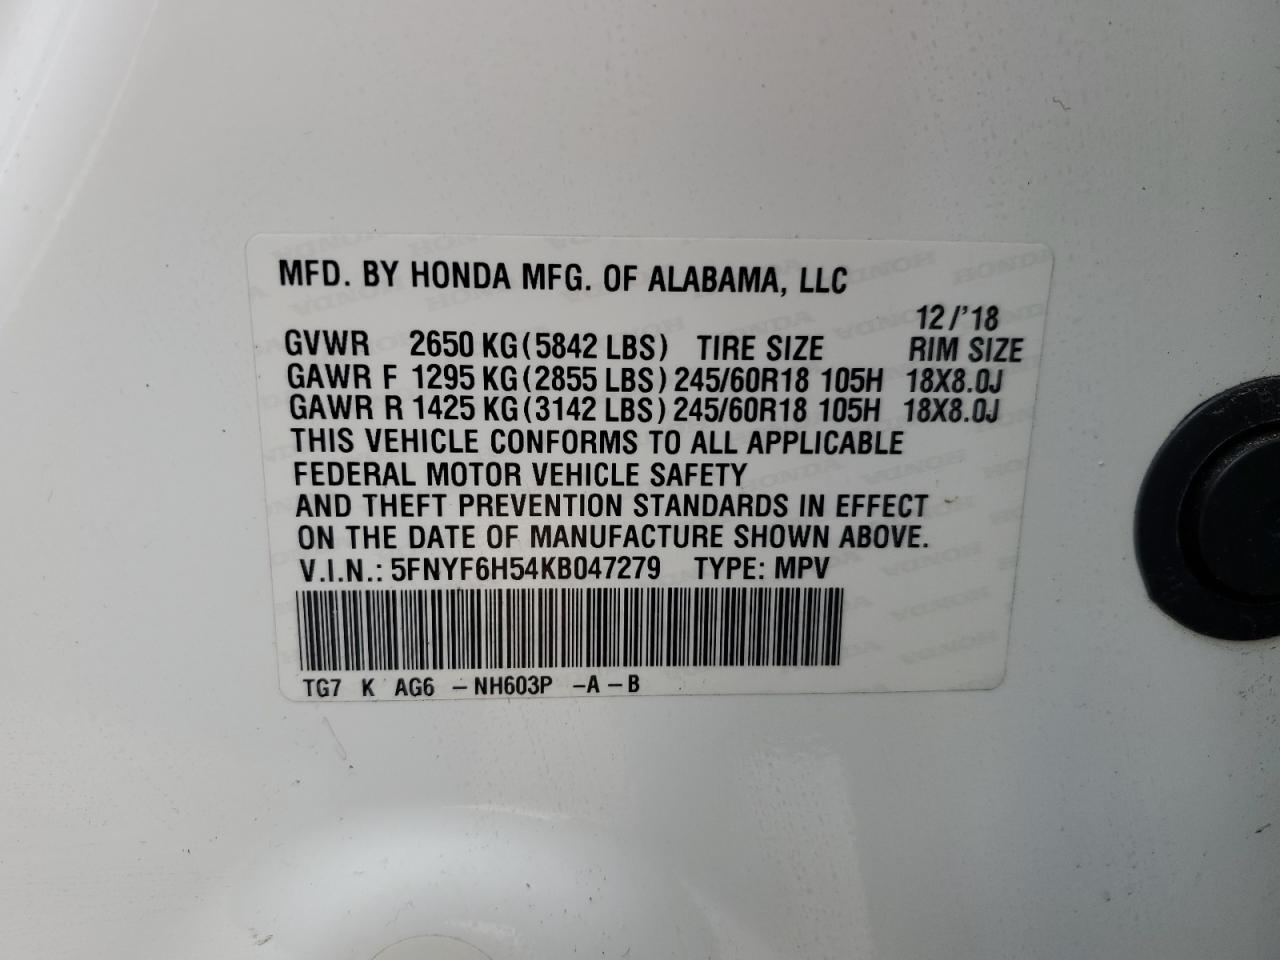 MFD. BY HONDA MFG. OF ALABAMA, LLC
12/'18
GVWR 2650 KG(5842 LBS) TIRE SIZE RIM SIZE
GAWR F 1295 KG(2855 LBS) 245/60R18 105H 18X8.0J
GAWR R 1425 KG(3142 LBS) 245/60R18 105H 18X8.0J
THIS VEHICLE CONFORMS TO ALL APPLICABLE
FEDERAL MOTOR VEHICLE SAFETY
AND THEFT PREVENTION STANDARDS IN EFFECT
ON THE DATE OF MANUFACTURE SHOWN ABOVE.
V.I.N.: 5FNYF6H54KB047279 TYPE: MPV
TG7 K AG6 – NH603P –A – B